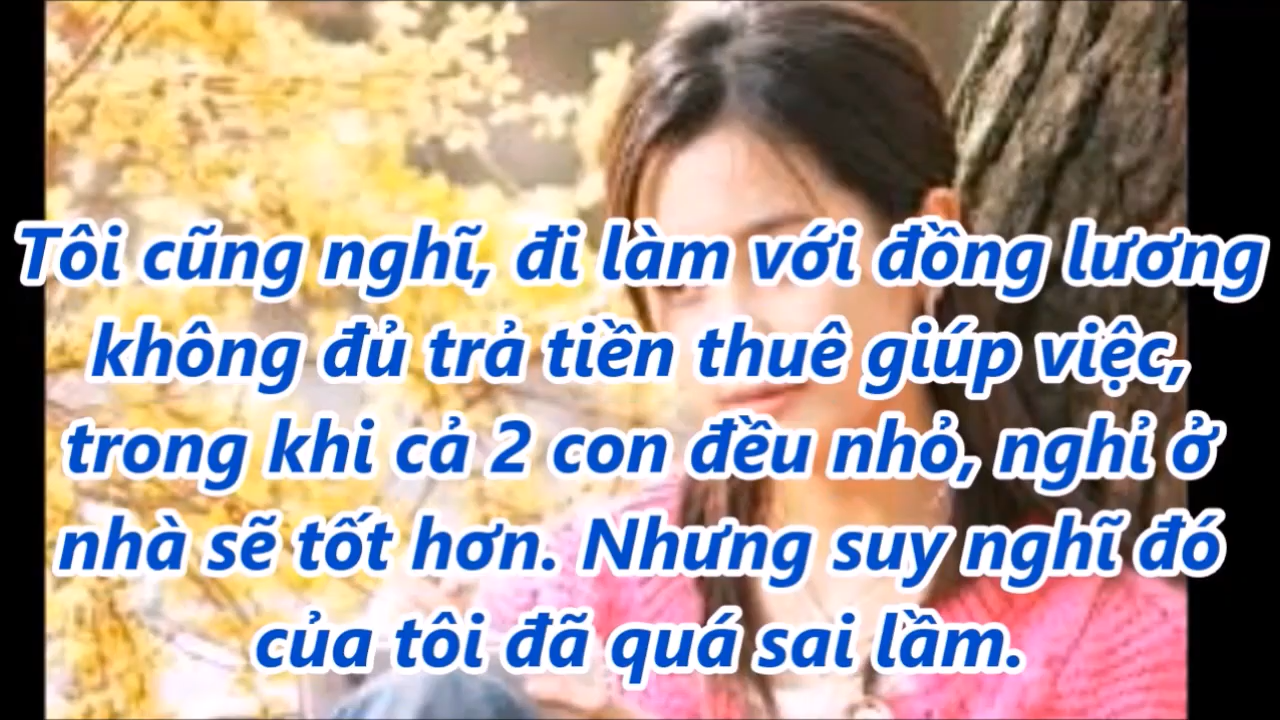 Tôi cũng nghĩ, đi làm với đồng lương
không đủ trả tiền thuê giúp việc,
trong khi cả 2 con đều nhỏ, nghỉ ở
nhà sẽ tốt hơn. Nhưng suy nghĩ đó
của tôi đã quá sai lầm.